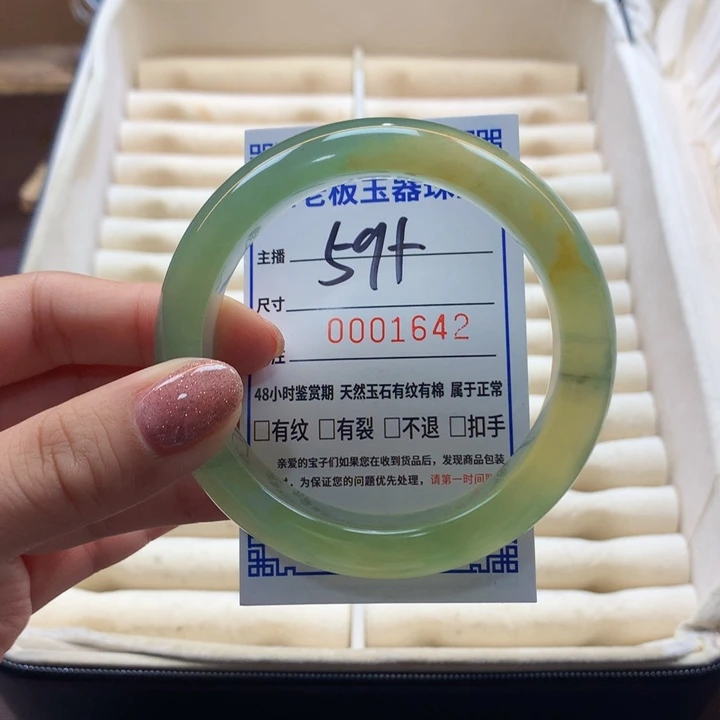 板玉器珠
主播 59+
尺寸
0001642
注
48小时鉴赏期 天然玉石有纹有棉 属于正常
□有纹 □有裂 □不退 □扣手
亲爱的宝子们如果您在收到货品后，发现商品包装
，为保证您的问题优先处理，请第一时间